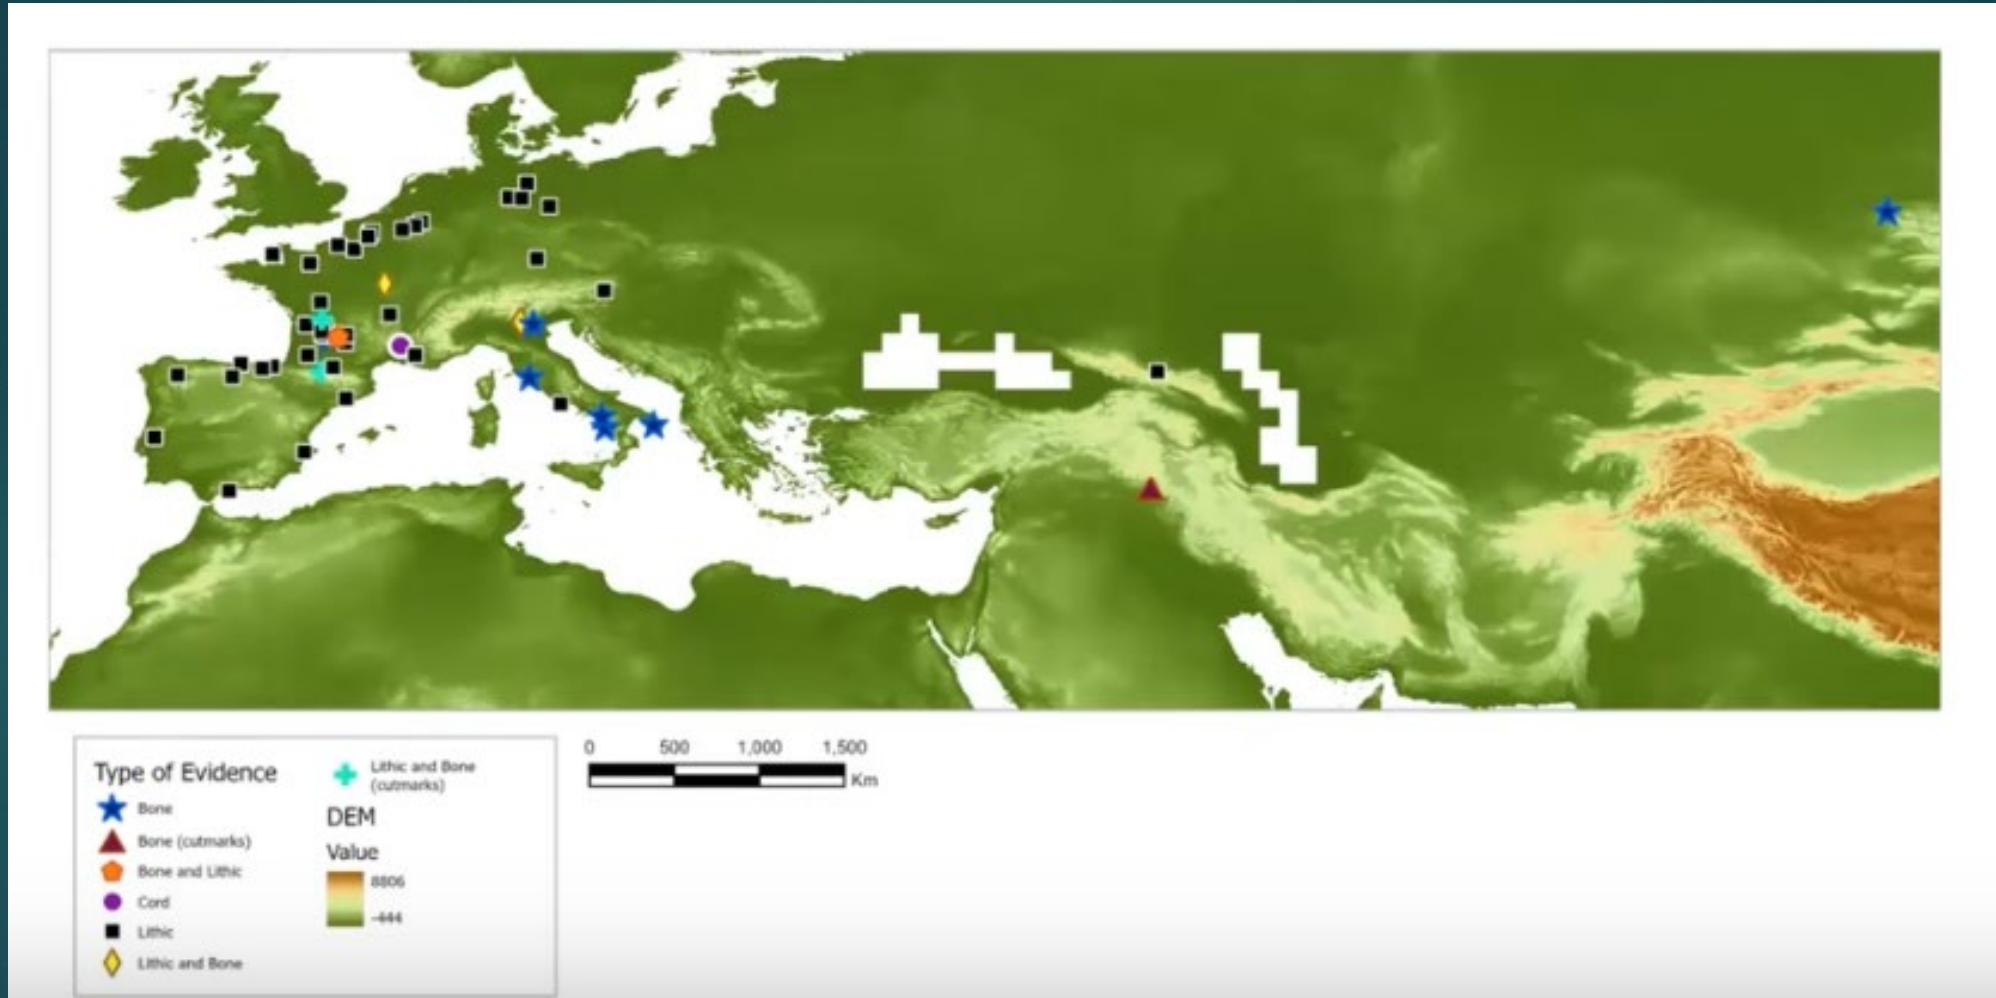 Type of Evidence
Bone
Bone (cutmarks)
Bone and Lithic
Cord
Lithic
Lithic and Bone
Lithic and Bone
(cutmarks)
DEM
Value
8806
-444
0 500 1,000 1,500
Km